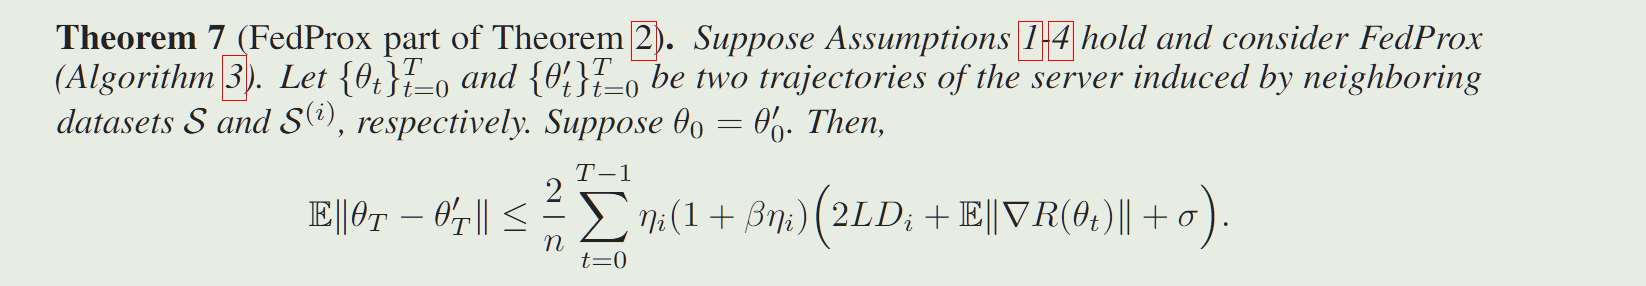 Theorem 7 (FedProx part of Theorem 2). Suppose Assumptions 1-4 hold and consider FedProx
(Algorithm 3). Let {θ_t}_{t=0}^T and {θ'_t}_{t=0}^T be two trajectories of the server induced by neighboring
datasets 𝒮 and 𝒮^{(i)}, respectively. Suppose θ_0 = θ'_0. Then,
𝔼‖θ_T − θ'_T‖ ≤ \frac{2}{n} \sum_{t=0}^{T−1} η_i(1 + βη_i)(2LD_i + 𝔼‖∇R(θ_t)‖ + σ).